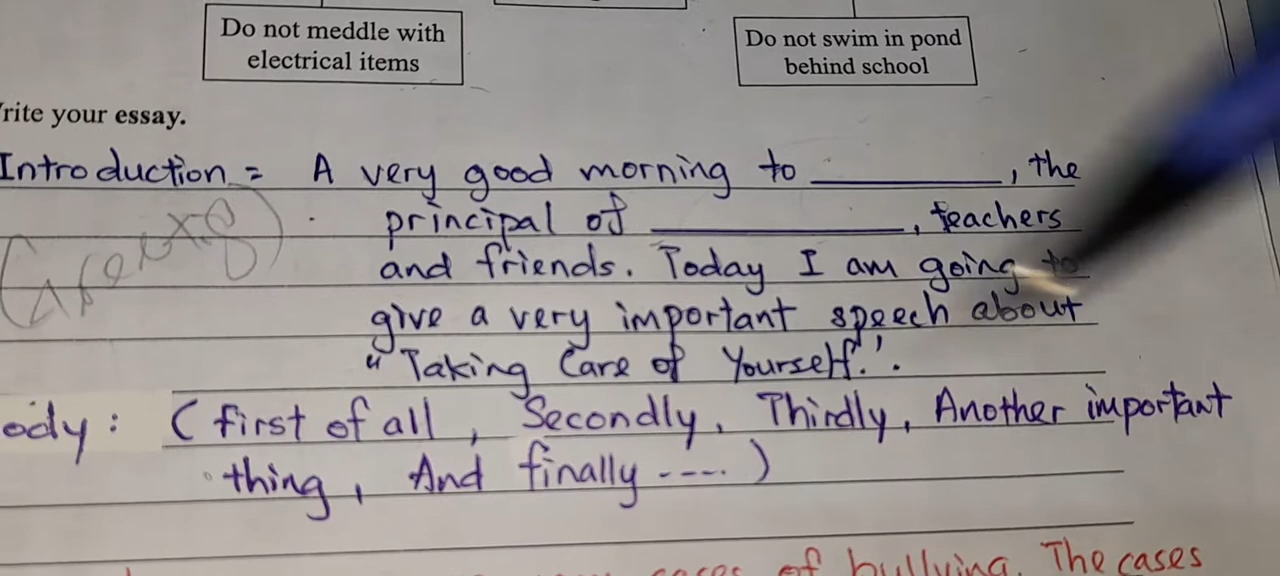 Do not meddle with
electrical items
Do not swim in pond
behind school
rite your essay.
Introduction = A very good morning to ________, the
principal of ________, teachers
and friends. Today I am going to
give a very important speech about
"Taking Care of Yourself.".
ody: (first of all, Secondly, Thirdly, Another important
thing, And finally ----)
cases of bullying. The cases